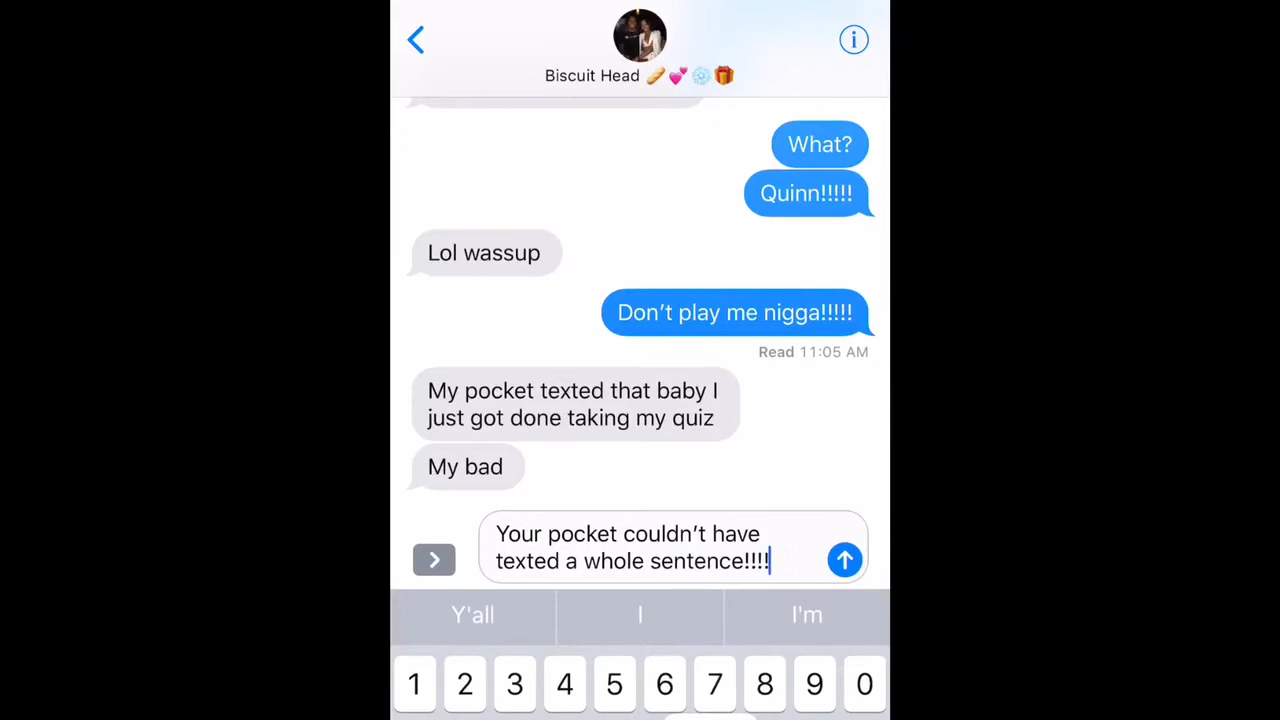 Biscuit Head 🥖💕❄️🎁
What?
Quinn!!!!!
Lol wassup
Don't play me nigga!!!!!
Read 11:05 AM
My pocket texted that baby I
just got done taking my quiz
My bad
Your pocket couldn't have
texted a whole sentence!!!!
Y'all I I'm
1 2 3 4 5 6 7 8 9 0